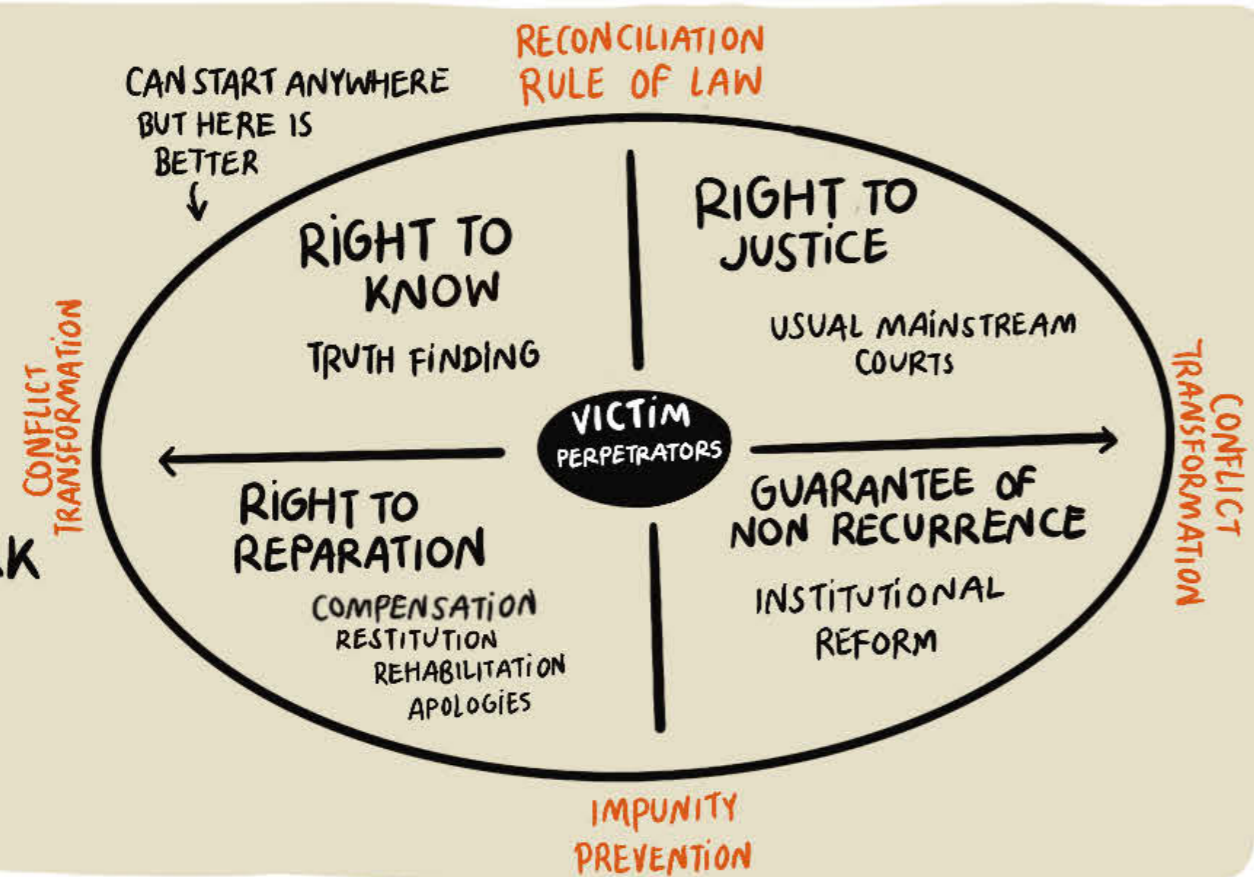 RECONCILIATION
RULE OF LAW
CAN START ANYWHERE
BUT HERE IS
BETTER
RIGHT TO
KNOW
TRUTH FINDING
RIGHT TO
JUSTICE
USUAL MAINSTREAM
COURTS
CONFLICT
TRANSFORMATION
VICTIM
PERPETRATORS
CONFLICT
TRANSFORMATION
RIGHT TO
REPARATION
COMPENSATION
RESTITUTION
REHABILITATION
APOLOGIES
GUARANTEE OF
NON RECURRENCE
INSTITUTIONAL
REFORM
IMPUNITY
PREVENTION